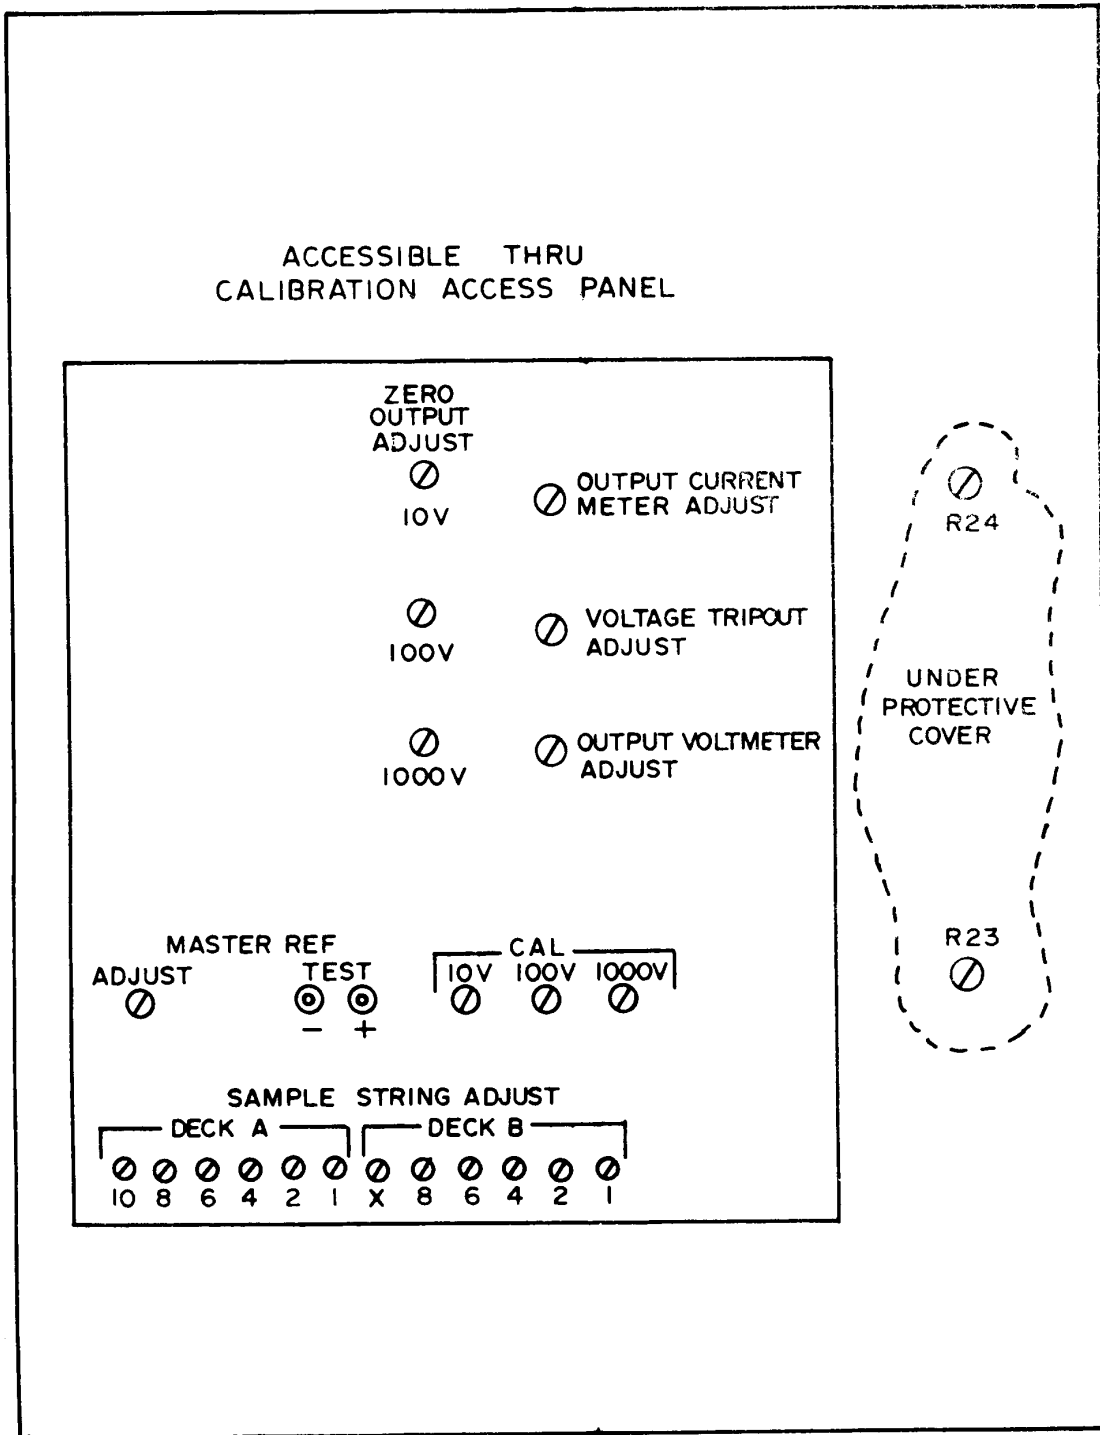 ACCESSIBLE THRU
CALIBRATION ACCESS PANEL
ZERO
OUTPUT
ADJUST
10V
OUTPUT CURRENT
METER ADJUST
100V
VOLTAGE TRIPOUT
ADJUST
1000V
OUTPUT VOLTMETER
ADJUST
R24
UNDER
PROTECTIVE
COVER
R23
MASTER REF
ADJUST TEST
- +
CAL
10V 100V 1000V
SAMPLE STRING ADJUST
DECK A DECK B
10 8 6 4 2 1 X 8 6 4 2 1